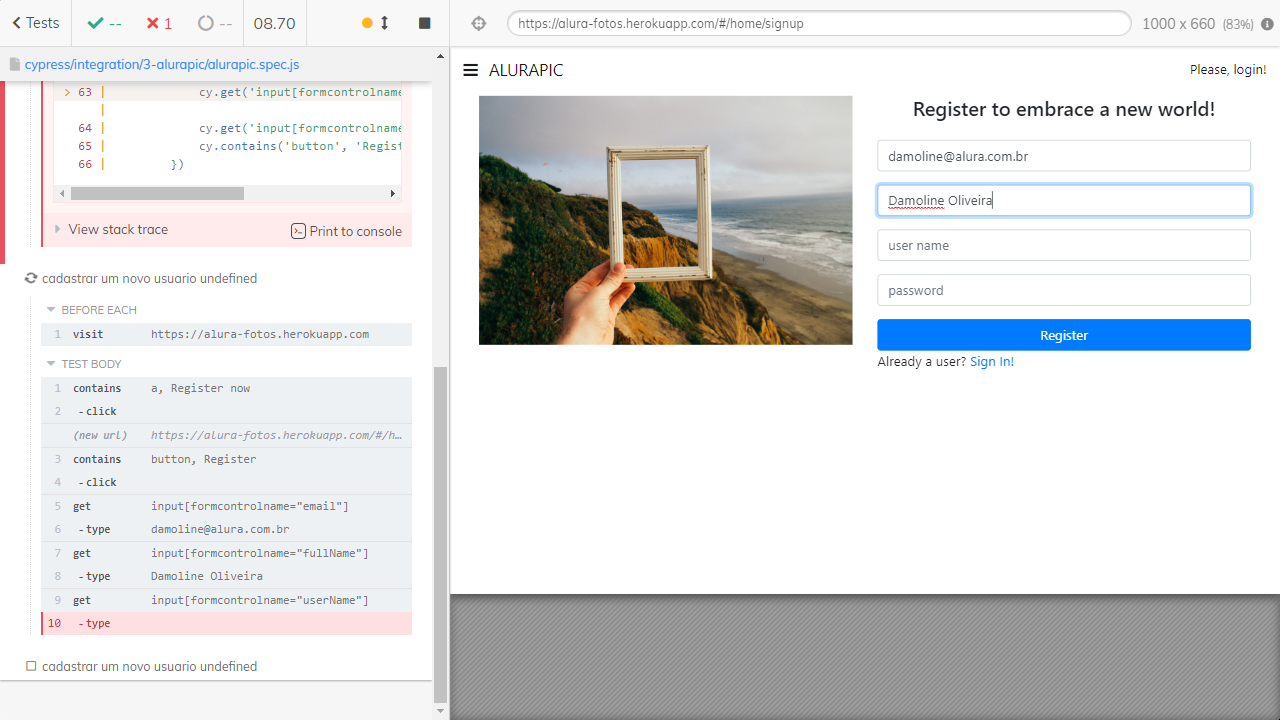 Tests
--
1
--
08.70
https://alura-fotos.herokuapp.com/#/home/signup
1000 x 660 (83%)
cypress/integration/3-alurapic/alurapic.spec.js
> 63 | cy.get('input[formcontrolname
|
64 | cy.get('input[formcontrolname
65 | cy.contains('button', 'Regist
66 | })
View stack trace
Print to console
cadastrar um novo usuario undefined
BEFORE EACH
1 visit https://alura-fotos.herokuapp.com
TEST BODY
1 contains a, Register now
2 -click
(new url) https://alura-fotos.herokuapp.com/#/h…
3 contains button, Register
4 -click
5 get input[formcontrolname="email"]
6 -type damoline@alura.com.br
7 get input[formcontrolname="fullName"]
8 -type Damoline Oliveira
9 get input[formcontrolname="userName"]
10 -type
cadastrar um novo usuario undefined
ALURAPIC
Please, login!
Register to embrace a new world!
damoline@alura.com.br
Damoline Oliveira
user name
password
Register
Already a user? Sign In!